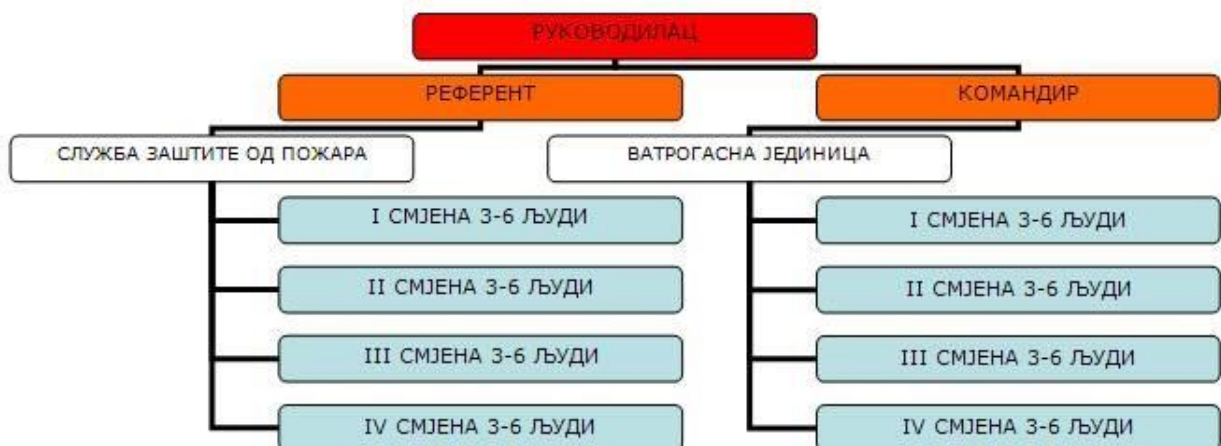 РУКОВОДИЛАЦ
РЕФЕРЕНТ
КОМАНДИР
СЛУЖБА ЗАШТИТЕ ОД ПОЖАРА
ВАТРОГАСНА ЈЕДИНИЦА
I СМЈЕНА 3-6 ЉУДИ
I СМЈЕНА 3-6 ЉУДИ
II СМЈЕНА 3-6 ЉУДИ
II СМЈЕНА 3-6 ЉУДИ
III СМЈЕНА 3-6 ЉУДИ
III СМЈЕНА 3-6 ЉУДИ
IV СМЈЕНА 3-6 ЉУДИ
IV СМЈЕНА 3-6 ЉУДИ